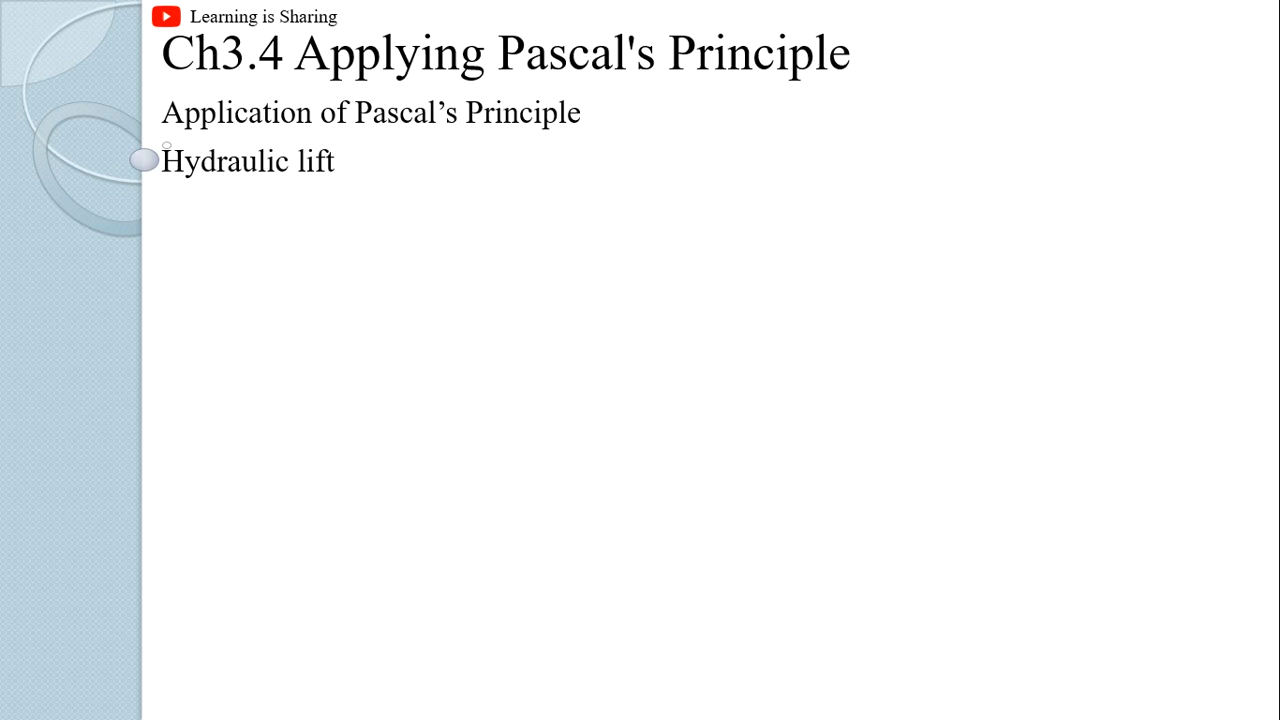 Learning is Sharing
Ch3.4 Applying Pascal's Principle
Application of Pascal’s Principle
Hydraulic lift